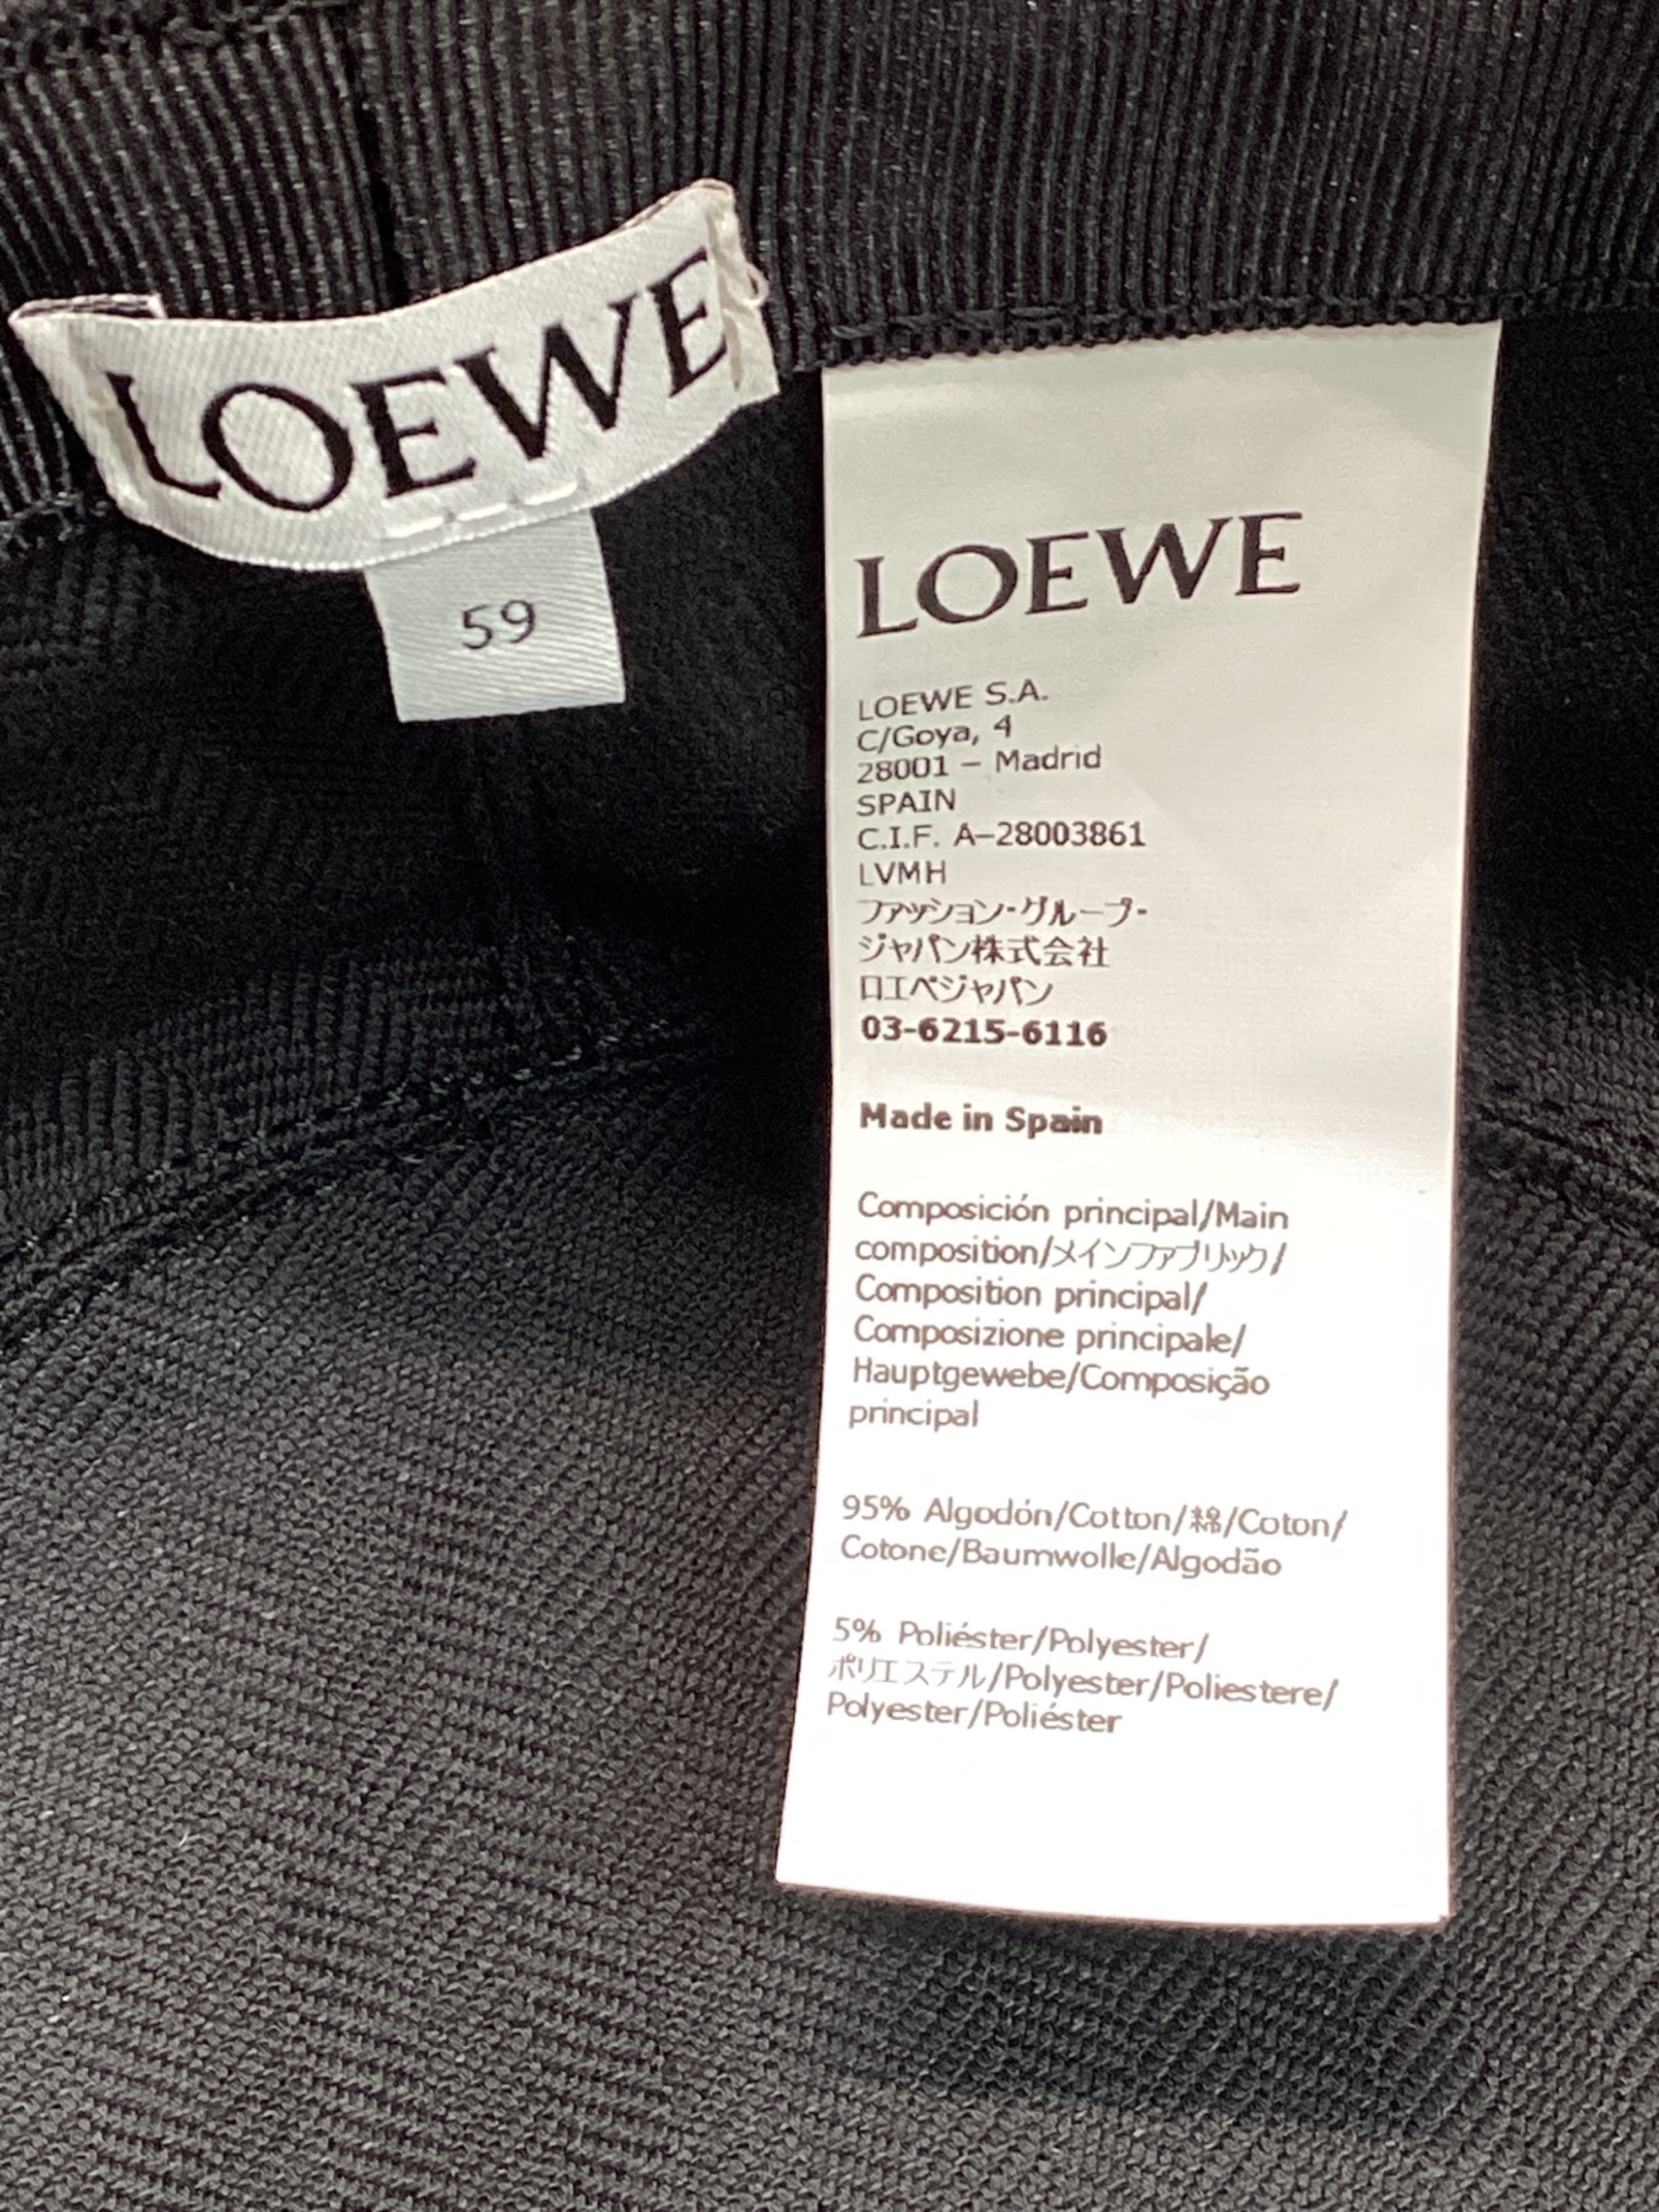 LOEWE
59
LOEWE
LOEWE S.A.
C/Goya, 4
28001 – Madrid
SPAIN
C.I.F. A–28003861
LVMH
ファッション・グループ・
ジャパン株式会社
ロエベジャパン
03-6215-6116
Made in Spain
Composición principal/Main
composition/メインファブリック/
Composition principal/
Composizione principale/
Hauptgewebe/Composição
principal
95% Algodón/Cotton/綿/Coton/
Cotone/Baumwolle/Algodão
5% Poliéster/Polyester/
ポリエステル/Polyester/Poliestere/
Polyester/Poliéster